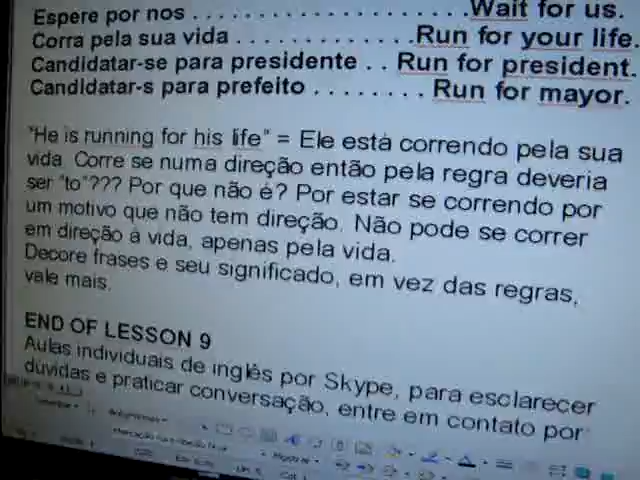 Espere por nos . . . . . . . . . . . . . . . . . . . . . Wait for us.
Corra pela sua vida . . . . . . . . . . . . . Run for your life.
Candidatar-se para presidente . . Run for president.
Candidatar-s para prefeito . . . . . . . . Run for mayor.
"He is running for his life" = Ele está correndo pela sua
vida. Corre se numa direção então pela regra deveria
ser "to"??? Por que não é? Por estar se correndo por
um motivo que não tem direção. Não pode se correr
em direção à vida, apenas pela vida.
Decore frases e seu significado, em vez das regras,
vale mais.
END OF LESSON 9
Aulas individuais de inglês por Skype, para esclarecer
dúvidas e praticar conversação, entre em contato por